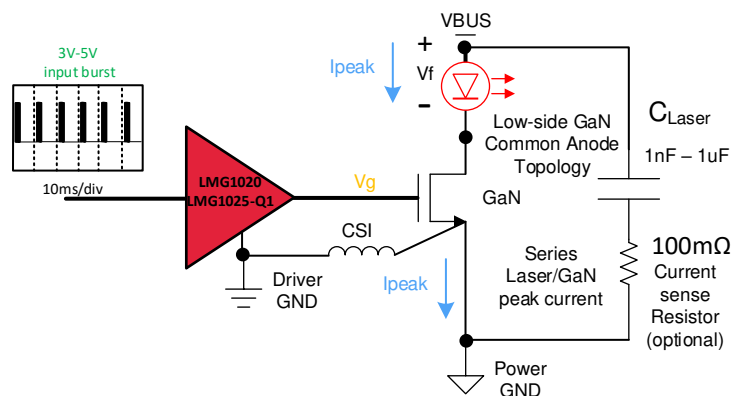 3V-5V
input burst
10ms/div
LMG1020
LMG1025-Q1
Vg
CSI
Driver
GND
VBUS
+
Vf
-
Ipeak
Low-side GaN
Common Anode
Topology
GaN
CLaser
1nF – 1uF
100mΩ
Current
sense
Resistor
(optional)
Series
Laser/GaN
peak current
Ipeak
Power
GND